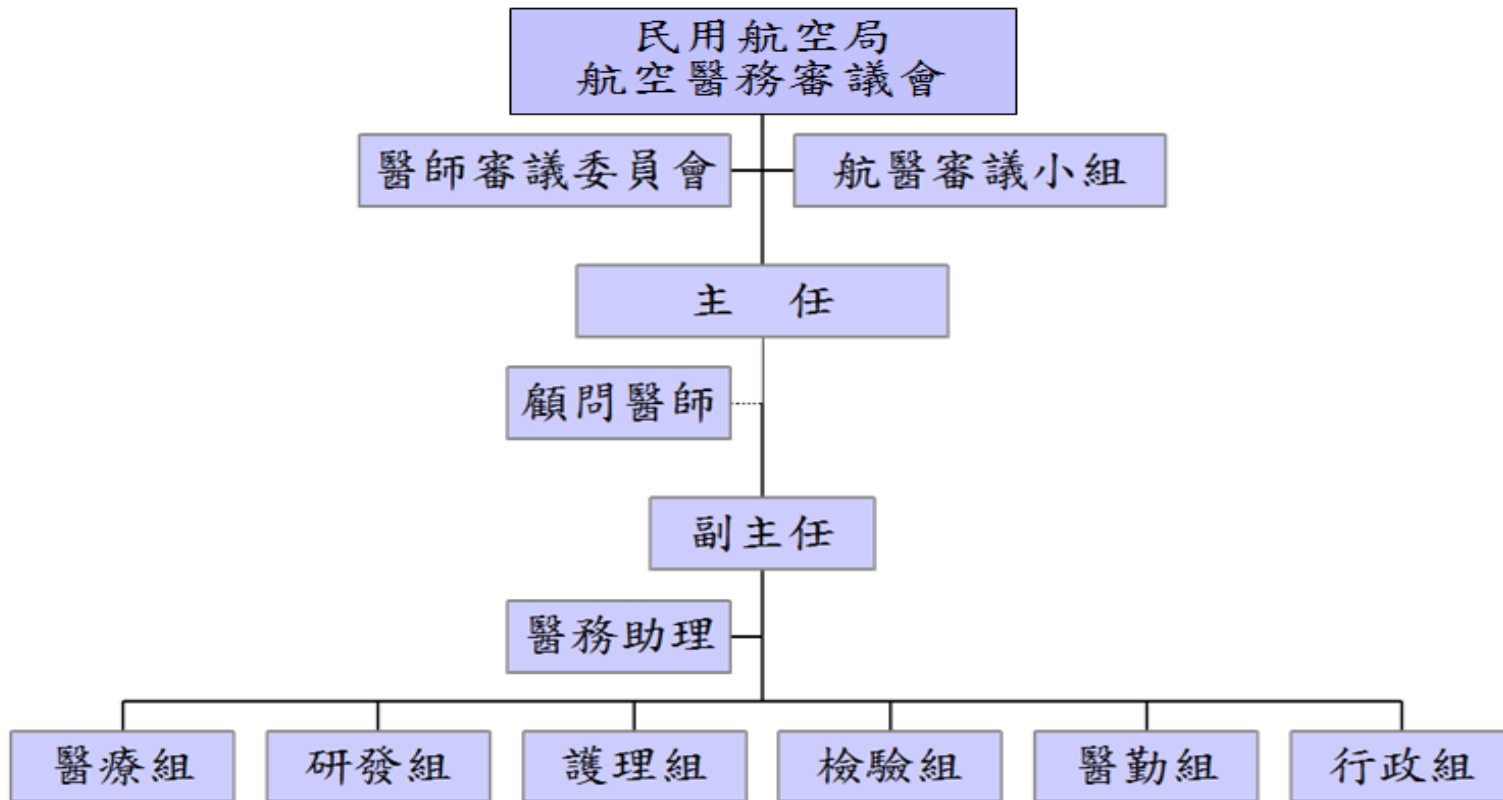 民用航空局
航空醫務審議會
醫師審議委員會
航醫審議小組
主 任
顧問醫師
副主任
醫務助理
醫療組
研發組
護理組
檢驗組
醫勤組
行政組